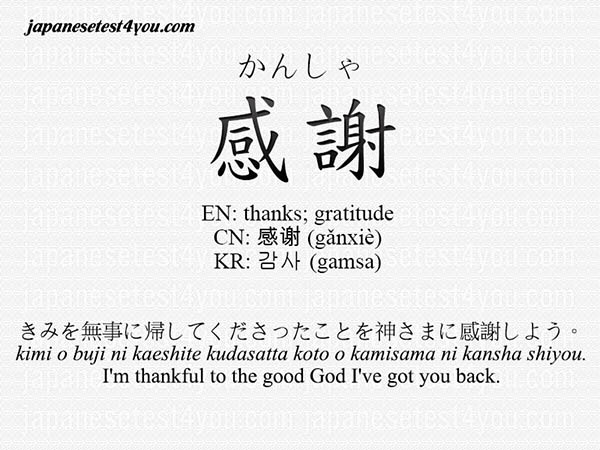 japanesetest4you.com
かんしゃ
感謝
EN: thanks; gratitude
CN: 感谢 (gǎnxiè)
KR: 감사 (gamsa)
きみを無事に帰してくださったことを神さまに感謝しよう。
kimi o buji ni kaeshite kudasatta koto o kamisama ni kansha shiyou.
I'm thankful to the good God I've got you back.